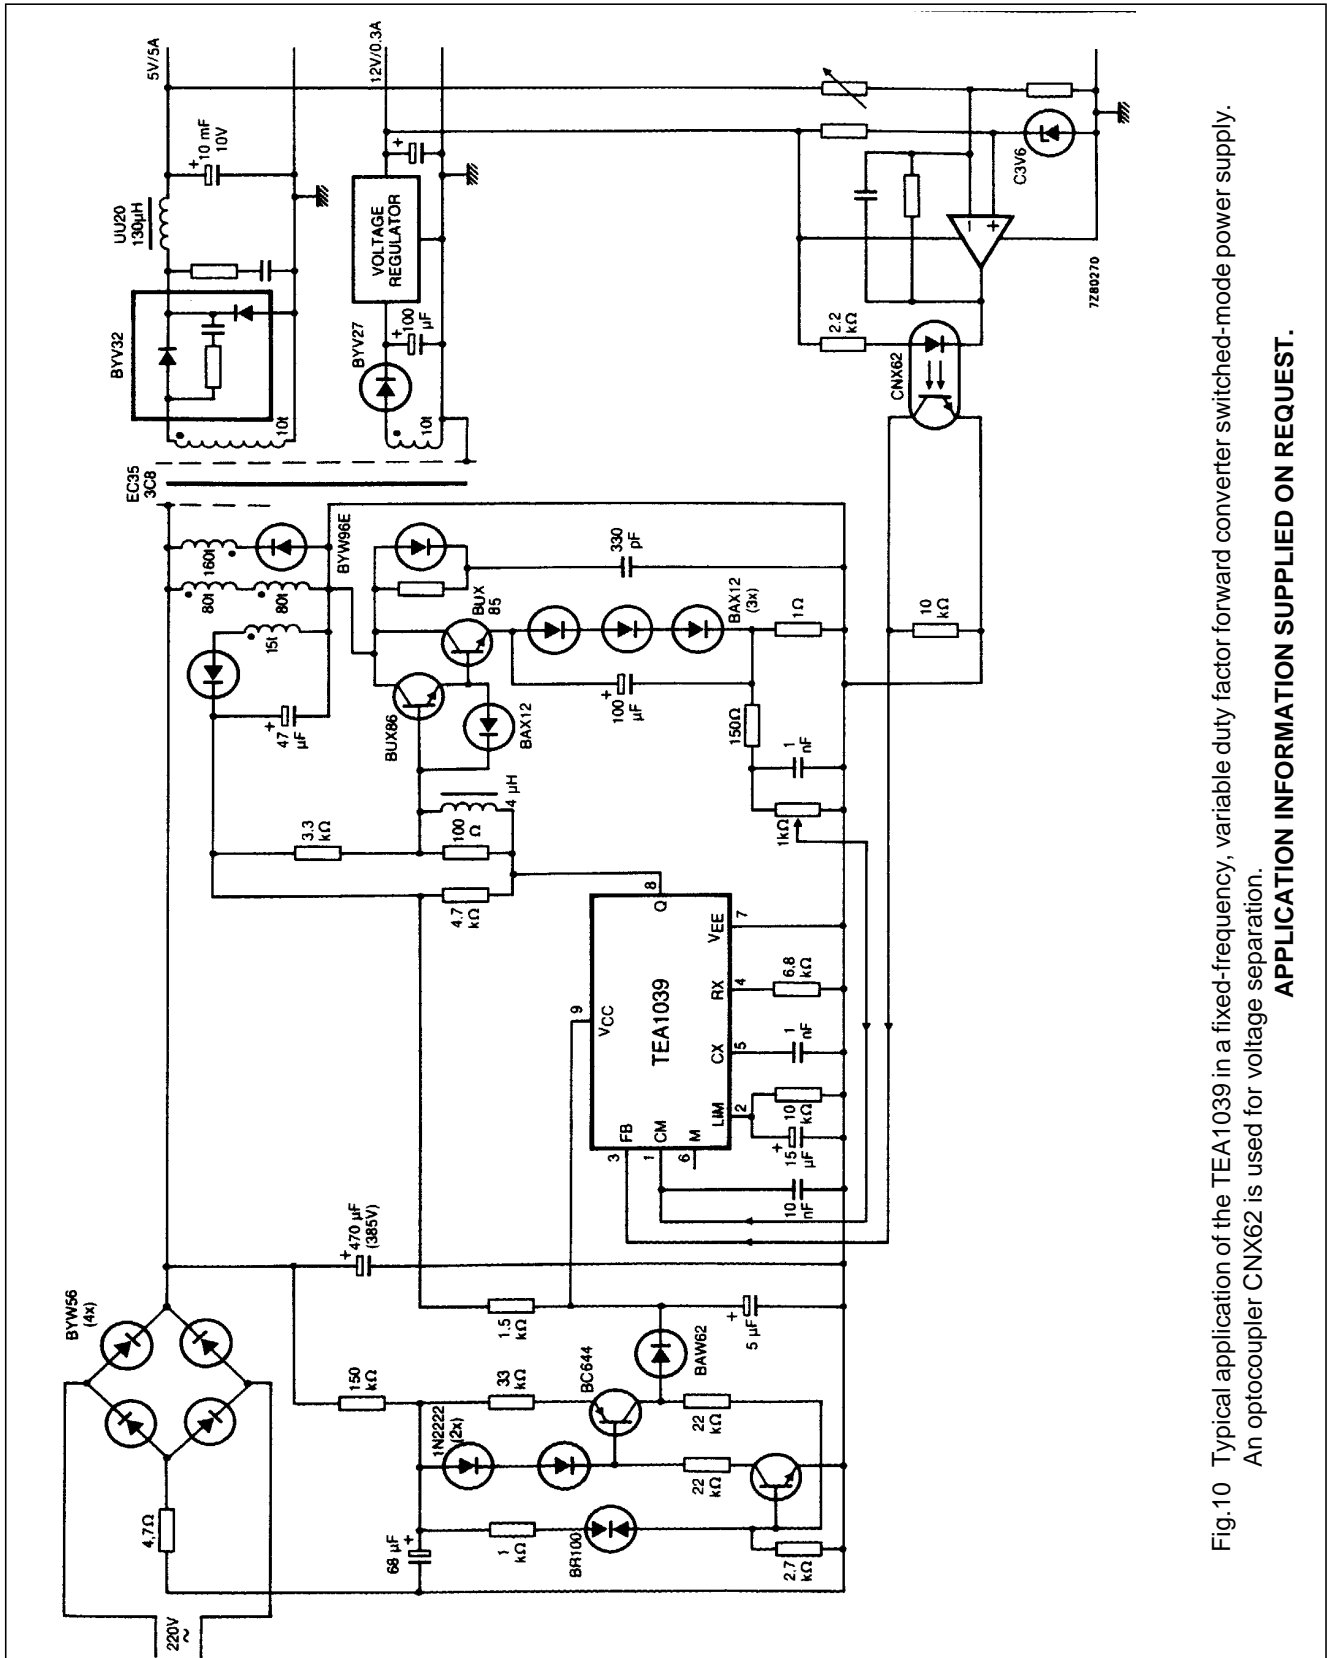 220V
~
4.7Ω
BYW56
(4x)
68 μF
+
150
kΩ
+
470 μF
(385V)
1N2222
(2x)
33
kΩ
1
kΩ
BR100
BC644
22
kΩ
22
kΩ
2.7
kΩ
BAW62
1.5
kΩ
+
5 μF
TEA1039
FB
3
CM
1
M
6
LIM
2
CX
5
RX
4
VEE
7
VCC
9
Q
8
10
nF
+
15
μF
10
kΩ
1
nF
6.8
kΩ
4.7
kΩ
3.3
kΩ
100
Ω
4 μH
+
47
μF
15t
80t
80t
160t
BYW96E
BUX86
BAX12
BUX
85
330
pF
BAX12
(3x)
+
100
μF
150Ω
1
nF
1kΩ
1Ω
10
kΩ
EC35
3C8
10t
BYV32
UU20
130μH
+
10 mF
10V
5V/5A
10t
BYV27
+
100
μF
VOLTAGE
REGULATOR
+
12V/0.3A
CNX62
2.2
kΩ
−
+
C3V6
7Z80270
Fig.10 Typical application of the TEA1039 in a fixed-frequency, variable duty factor forward converter switched-mode power supply.
An optocoupler CNX62 is used for voltage separation.
APPLICATION INFORMATION SUPPLIED ON REQUEST.